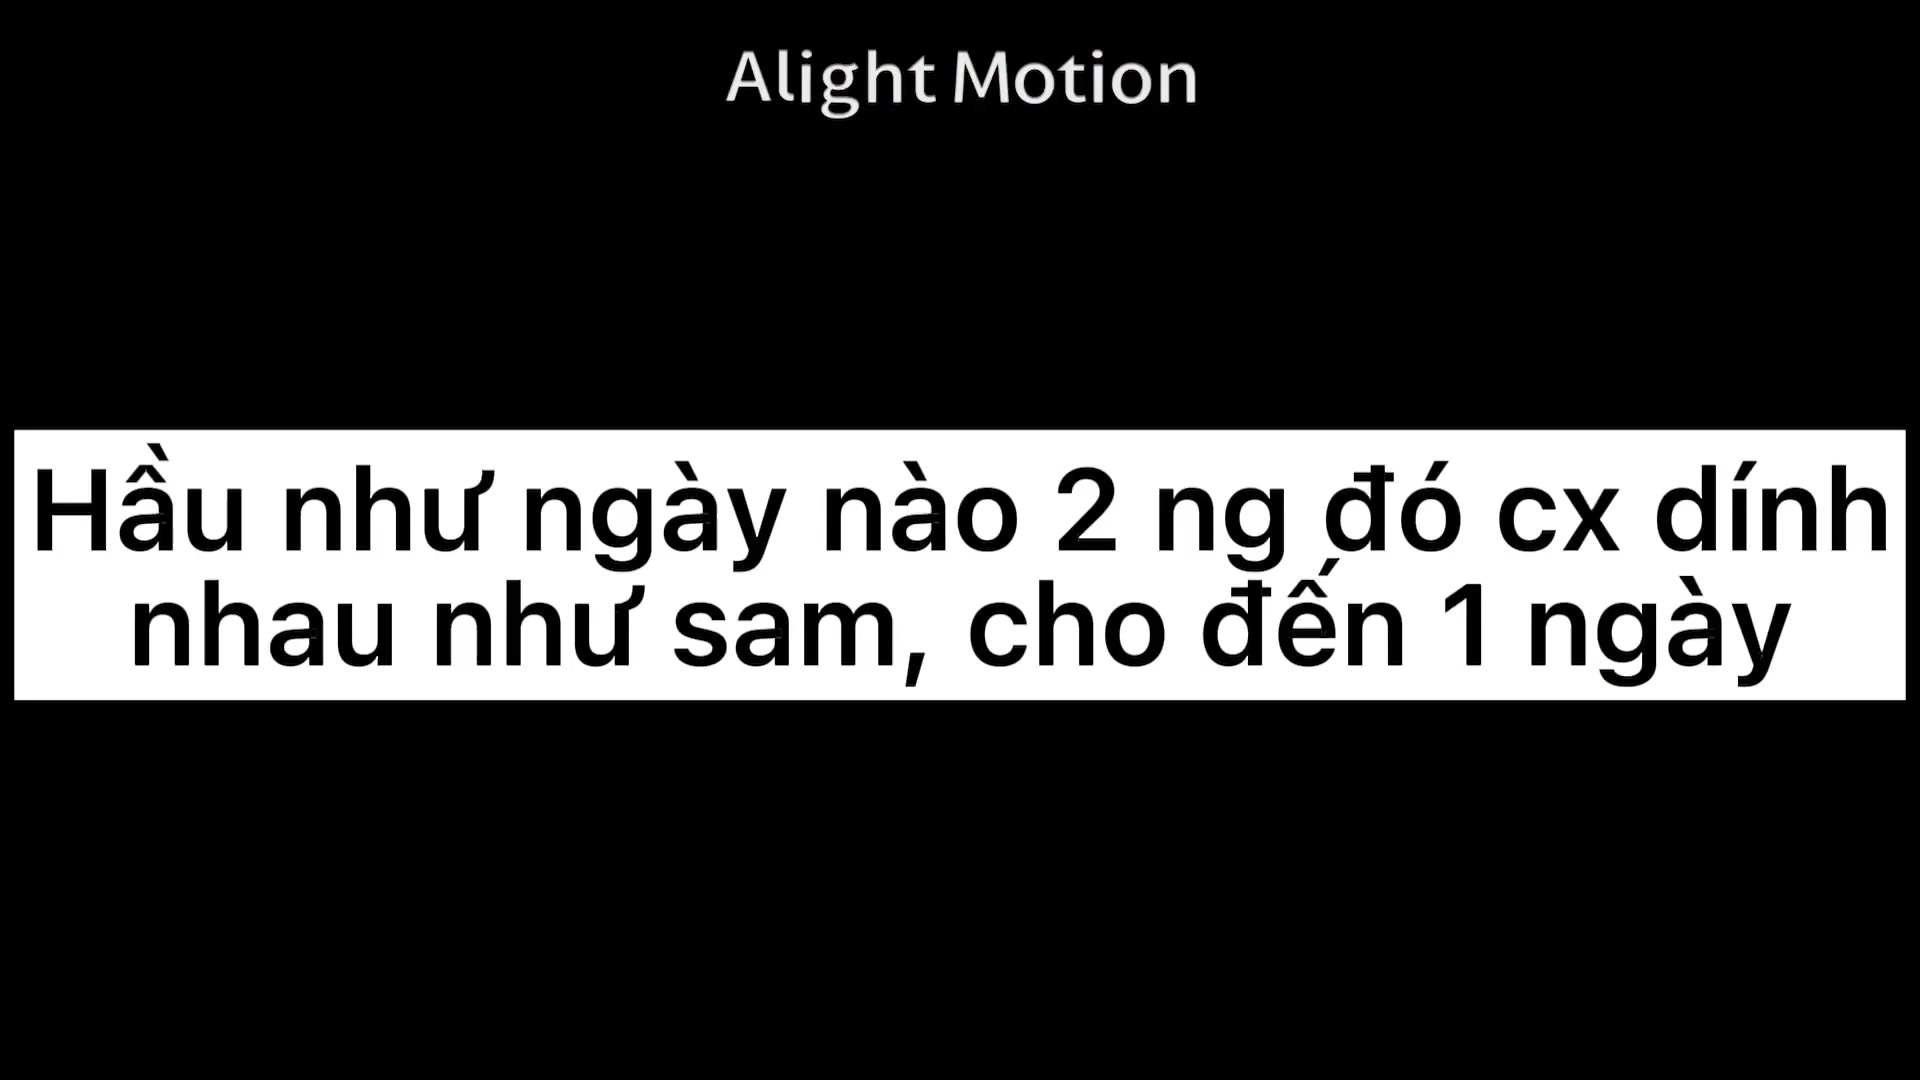 Alight Motion
Hầu như ngày nào 2 ng đó cx dính
nhau như sam, cho đến 1 ngày